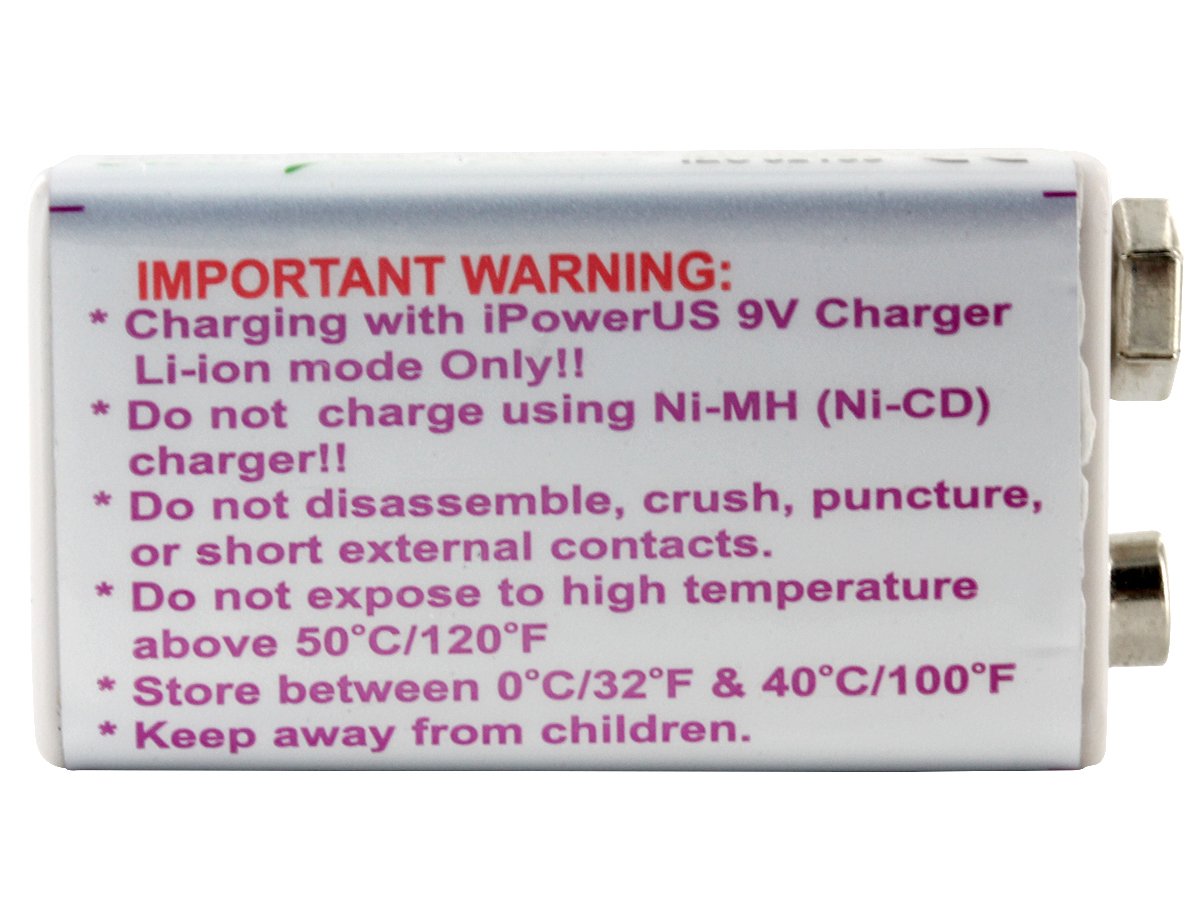 IMPORTANT WARNING:
* Charging with iPowerUS 9V Charger
Li-ion mode Only!!
* Do not charge using Ni-MH (Ni-CD)
charger!!
* Do not disassemble, crush, puncture,
or short external contacts.
* Do not expose to high temperature
above 50°C/120°F
* Store between 0°C/32°F & 40°C/100°F
* Keep away from children.